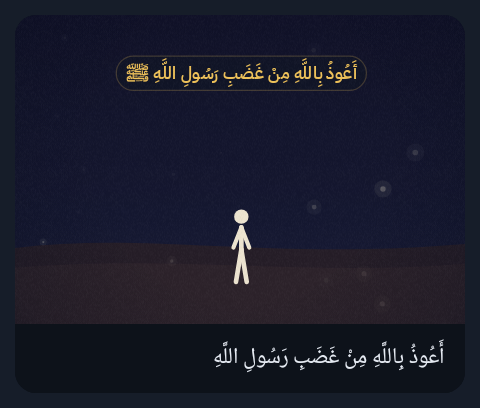 أَعُوذُ بِاللَّهِ مِنْ غَضَبِ رَسُولِ اللَّهِ ﷺ
أَعُوذُ بِاللَّهِ مِنْ غَضَبِ رَسُولِ اللَّهِ